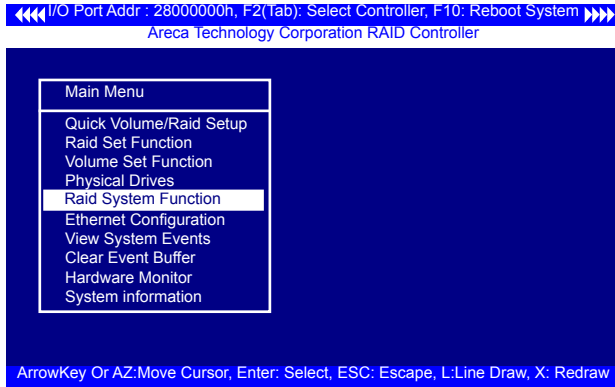 I/O Port Addr : 28000000h, F2(Tab): Select Controller, F10: Reboot System
Areca Technology Corporation RAID Controller
Main Menu
Quick Volume/Raid Setup
Raid Set Function
Volume Set Function
Physical Drives
Raid System Function
Ethernet Configuration
View System Events
Clear Event Buffer
Hardware Monitor
System information
ArrowKey Or AZ:Move Cursor, Enter: Select, ESC: Escape, L:Line Draw, X: Redraw